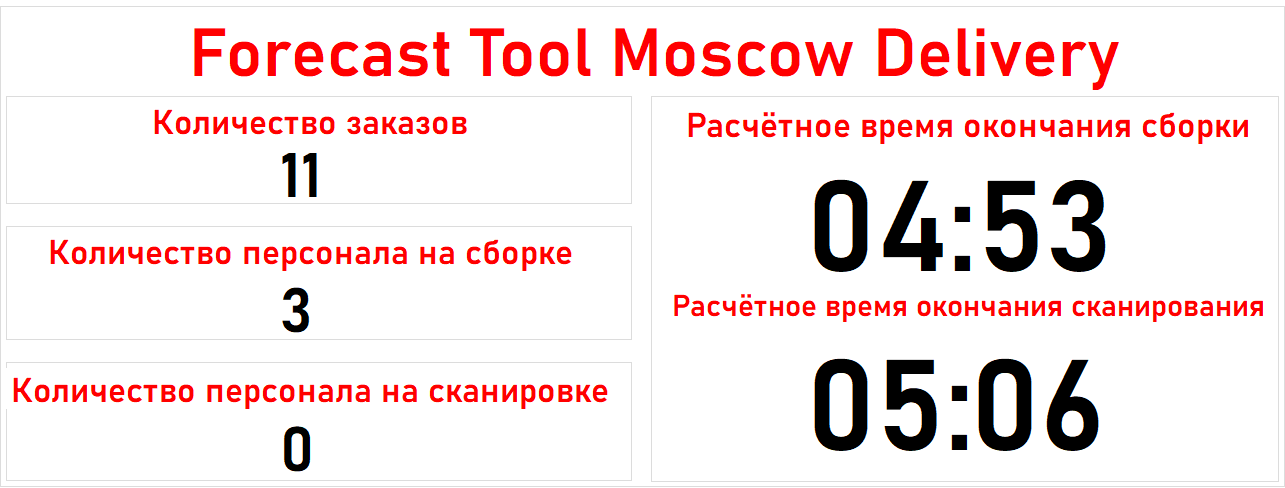 Forecast Tool Moscow Delivery
Количество заказов
11
Количество персонала на сборке
3
Количество персонала на сканировке
0
Расчётное время окончания сборки
04:53
Расчётное время окончания сканирования
05:06